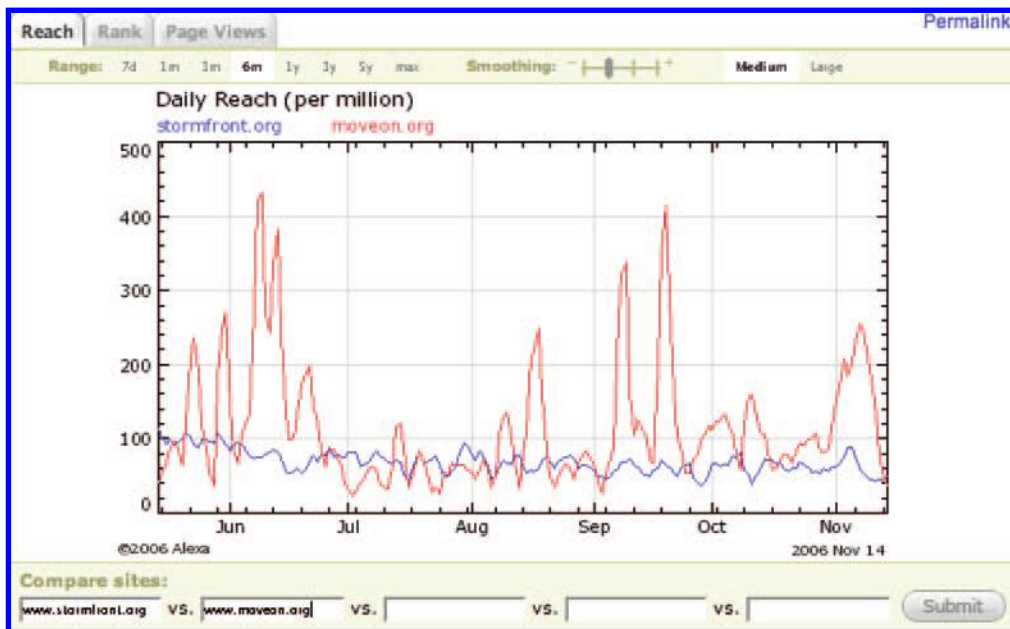 Reach Rank Page Views Permalink
Range: 7d 1m 3m 6m 1y 3y 5y max Smoothing: - + Medium Large
Daily Reach (per million)
stormfront.org moveon.org
500
400
300
200
100
0
Jun Jul Aug Sep Oct Nov
©2006 Alexa 2006 Nov 14
Compare sites:
www.stormfront.org vs. www.moveon.org vs. vs. vs. Submit